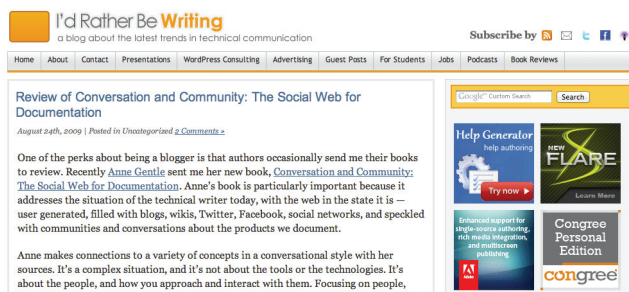 I'd Rather Be Writing
a blog about the latest trends in technical communication
Subscribe by
Home About Contact Presentations WordPress Consulting Advertising Guest Posts For Students Jobs Podcasts Book Reviews
Review of Conversation and Community: The Social Web for
Documentation
August 24th, 2009 | Posted in Uncategorized 2 Comments »
One of the perks about being a blogger is that authors occasionally send me their books
to review. Recently Anne Gentle sent me her new book, Conversation and Community:
The Social Web for Documentation. Anne's book is particularly important because it
addresses the situation of the technical writer today, with the web in the state it is —
user generated, filled with blogs, wikis, Twitter, Facebook, social networks, and speckled
with communities and conversations about the products we document.
Anne makes connections to a variety of concepts in a conversational style with her
sources. It's a complex situation, and it's not about the tools or the technologies. It's
about the people, and how you approach and interact with them. Focusing on people,
Google™ Custom Search Search
Help Generator
help authoring
Try now
NEW
FLARE
Learn More
Enhanced support for
single-source authoring,
rich media integration,
and multiscreen
publishing
Adobe
Congree
Personal
Edition
congree